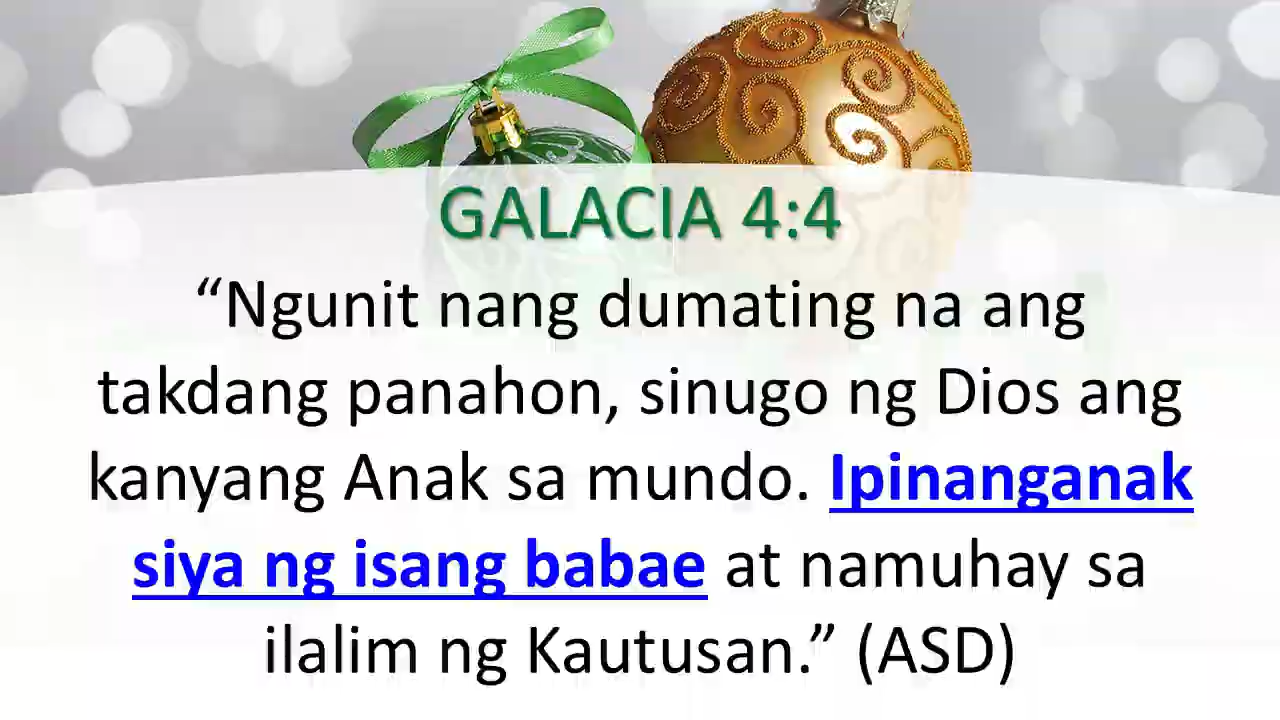 GALACIA 4:4
“Ngunit nang dumating na ang
takdang panahon, sinugo ng Dios ang
kanyang Anak sa mundo. Ipinanganak
siya ng isang babae at namuhay sa
ilalim ng Kautusan.” (ASD)